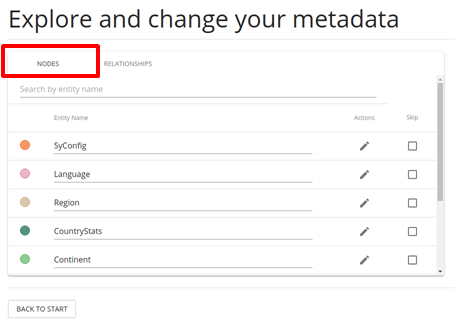 Explore and change your metadata
NODES RELATIONSHIPS
Search by entity name
Entity Name Actions Skip
SyConfig
Language
Region
CountryStats
Continent
BACK TO START